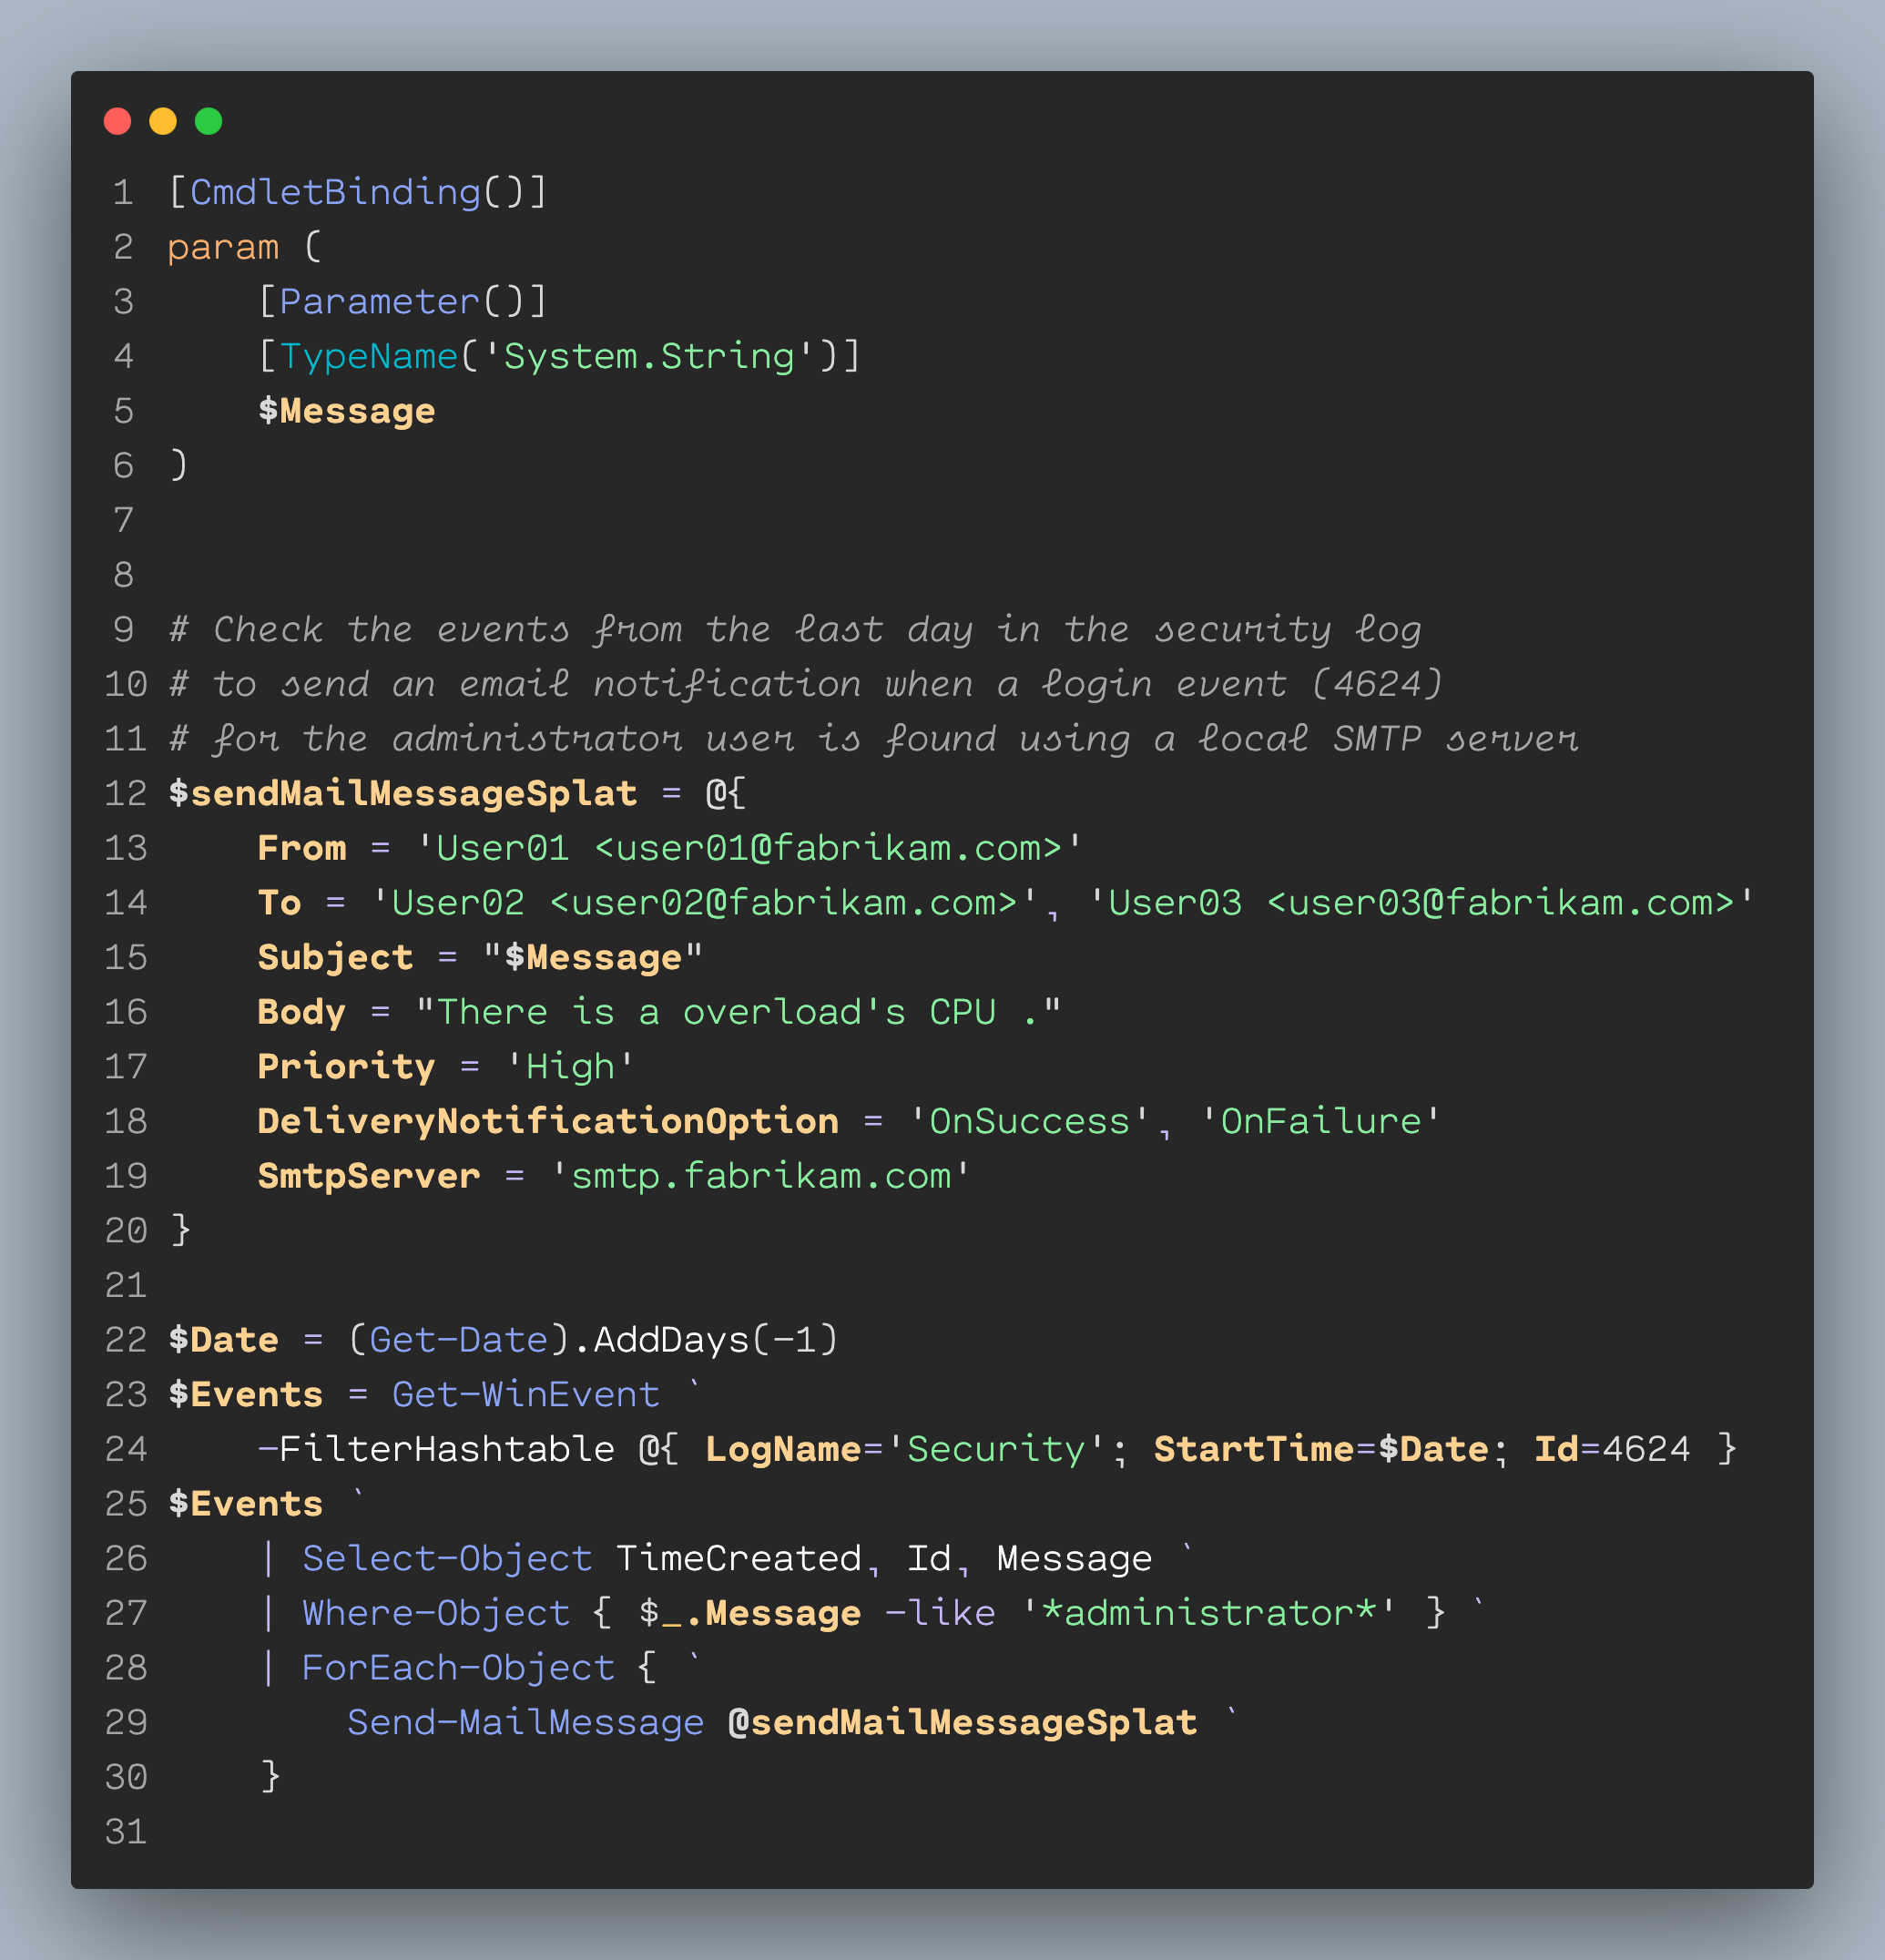 1 [CmdletBinding()]
2 param (
3     [Parameter()]
4     [TypeName('System.String')]
5     $Message
6 )
7
8
9 # Check the events from the last day in the security log
10 # to send an email notification when a login event (4624)
11 # for the administrator user is found using a local SMTP server
12 $sendMailMessageSplat = @{
13     From = 'User01 <user01@fabrikam.com>'
14     To = 'User02 <user02@fabrikam.com>', 'User03 <user03@fabrikam.com>'
15     Subject = "$Message"
16     Body = "There is a overload's CPU ."
17     Priority = 'High'
18     DeliveryNotificationOption = 'OnSuccess', 'OnFailure'
19     SmtpServer = 'smtp.fabrikam.com'
20 }
21
22 $Date = (Get-Date).AddDays(-1)
23 $Events = Get-WinEvent `
24     -FilterHashtable @{ LogName='Security'; StartTime=$Date; Id=4624 }
25 $Events `
26     | Select-Object TimeCreated, Id, Message `
27     | Where-Object { $_.Message -like '*administrator*' } `
28     | ForEach-Object { `
29         Send-MailMessage @sendMailMessageSplat `
30     }
31